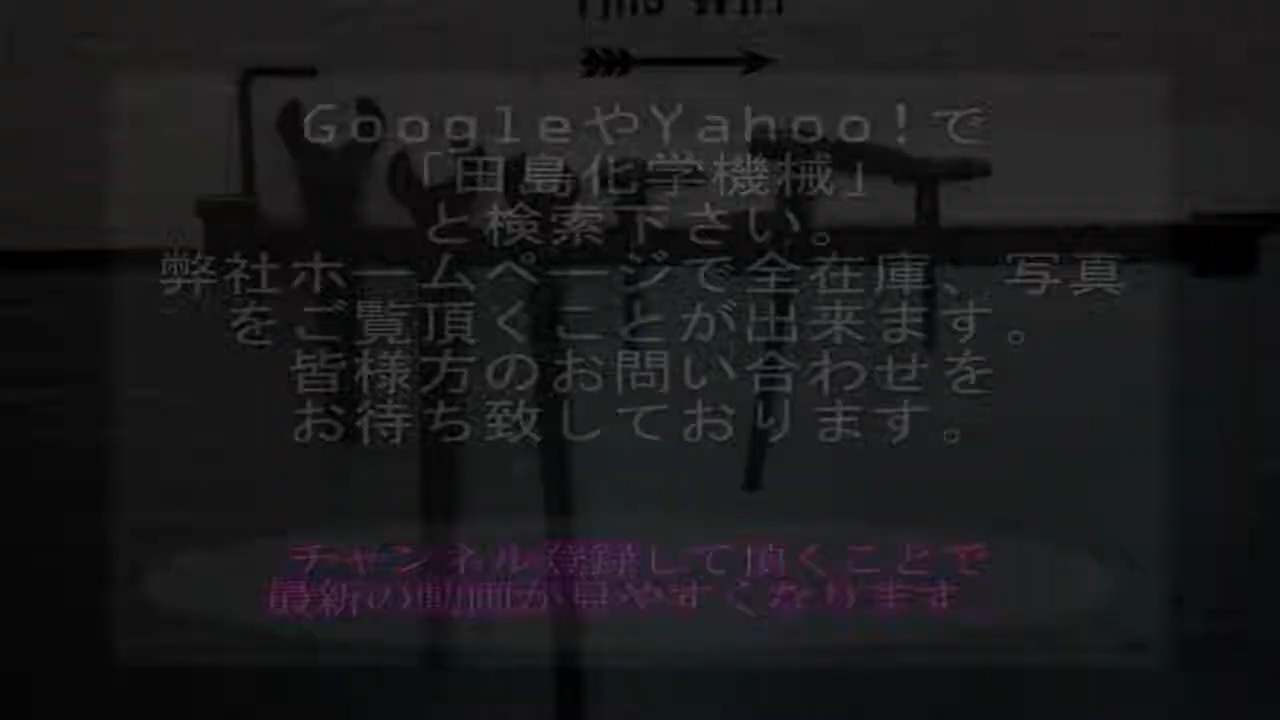 GoogleやYahoo!で
「田島化学機械」
と検索下さい。
弊社ホームページで全在庫、写真
をご覧頂くことが出来ます。
皆様方のお問い合わせを
お待ち致しております。
チャンネル登録して頂くことで
最新の動画が見やすくなります。